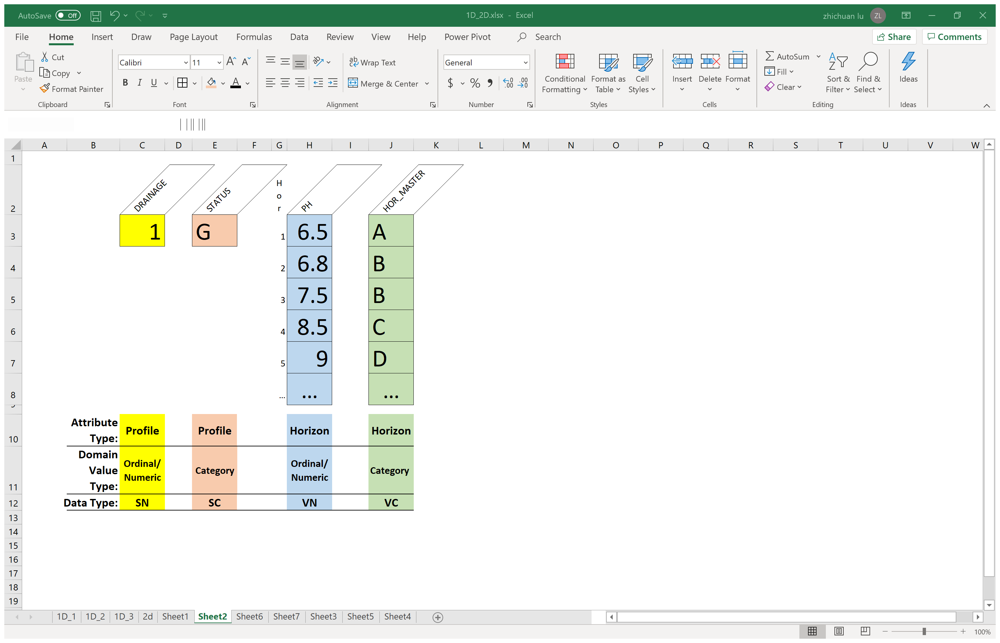 AutoSave Off 1D_2D.xlsx - Excel zhichuan lu ZL
File Home Insert Draw Page Layout Formulas Data Review View Help Power Pivot Search Share Comments
Paste
Cut
Copy
Format Painter
Clipboard
Calibri 11 A A
B I U A
Font
ab Wrap Text
Merge & Center
Alignment
General
$ % , .0 .00 .00 .0
Number
Conditional Formatting
Format as Table
Cell Styles
Styles
Insert Delete Format
Cells
AutoSum
Fill
Clear
Sort & Filter
Find & Select
Editing
Ideas
Ideas
A B C D E F G H I J K L M N O P Q R S T U V W
1
2 DRAINAGE STATUS Hor PH HOR_MASTER
3 1 G 1 6.5 A
4 2 6.8 B
5 3 7.5 B
6 4 8.5 C
7 5 9 D
8 ... ... ...
9
10 Attribute Type: Profile Profile Horizon Horizon
11 Domain Value Type: Ordinal/ Numeric Category Ordinal/ Numeric Category
12 Data Type: SN SC VN VC
13
14
15
16
17
18
19
1D_1 1D_2 1D_3 2d Sheet1 Sheet2 Sheet6 Sheet7 Sheet3 Sheet5 Sheet4
100%